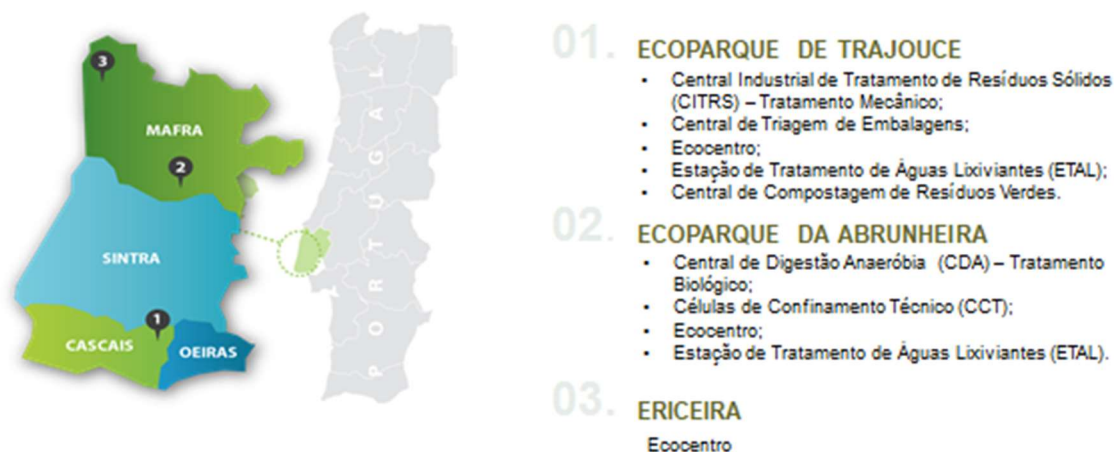 3
MAFRA
2
SINTRA
1
CASCAIS
OEIRAS
PORTUGAL
01. ECOPARQUE DE TRAJOUCE
• Central Industrial de Tratamento de Resíduos Sólidos
(CITRS) – Tratamento Mecânico;
• Central de Triagem de Embalagens;
• Ecocentro;
• Estação de Tratamento de Águas Lixiviantes (ETAL);
• Central de Compostagem de Resíduos Verdes.
02. ECOPARQUE DA ABRUNHEIRA
• Central de Digestão Anaeróbia (CDA) – Tratamento
Biológico;
• Células de Confinamento Técnico (CCT);
• Ecocentro;
• Estação de Tratamento de Águas Lixiviantes (ETAL).
03. ERICEIRA
Ecocentro